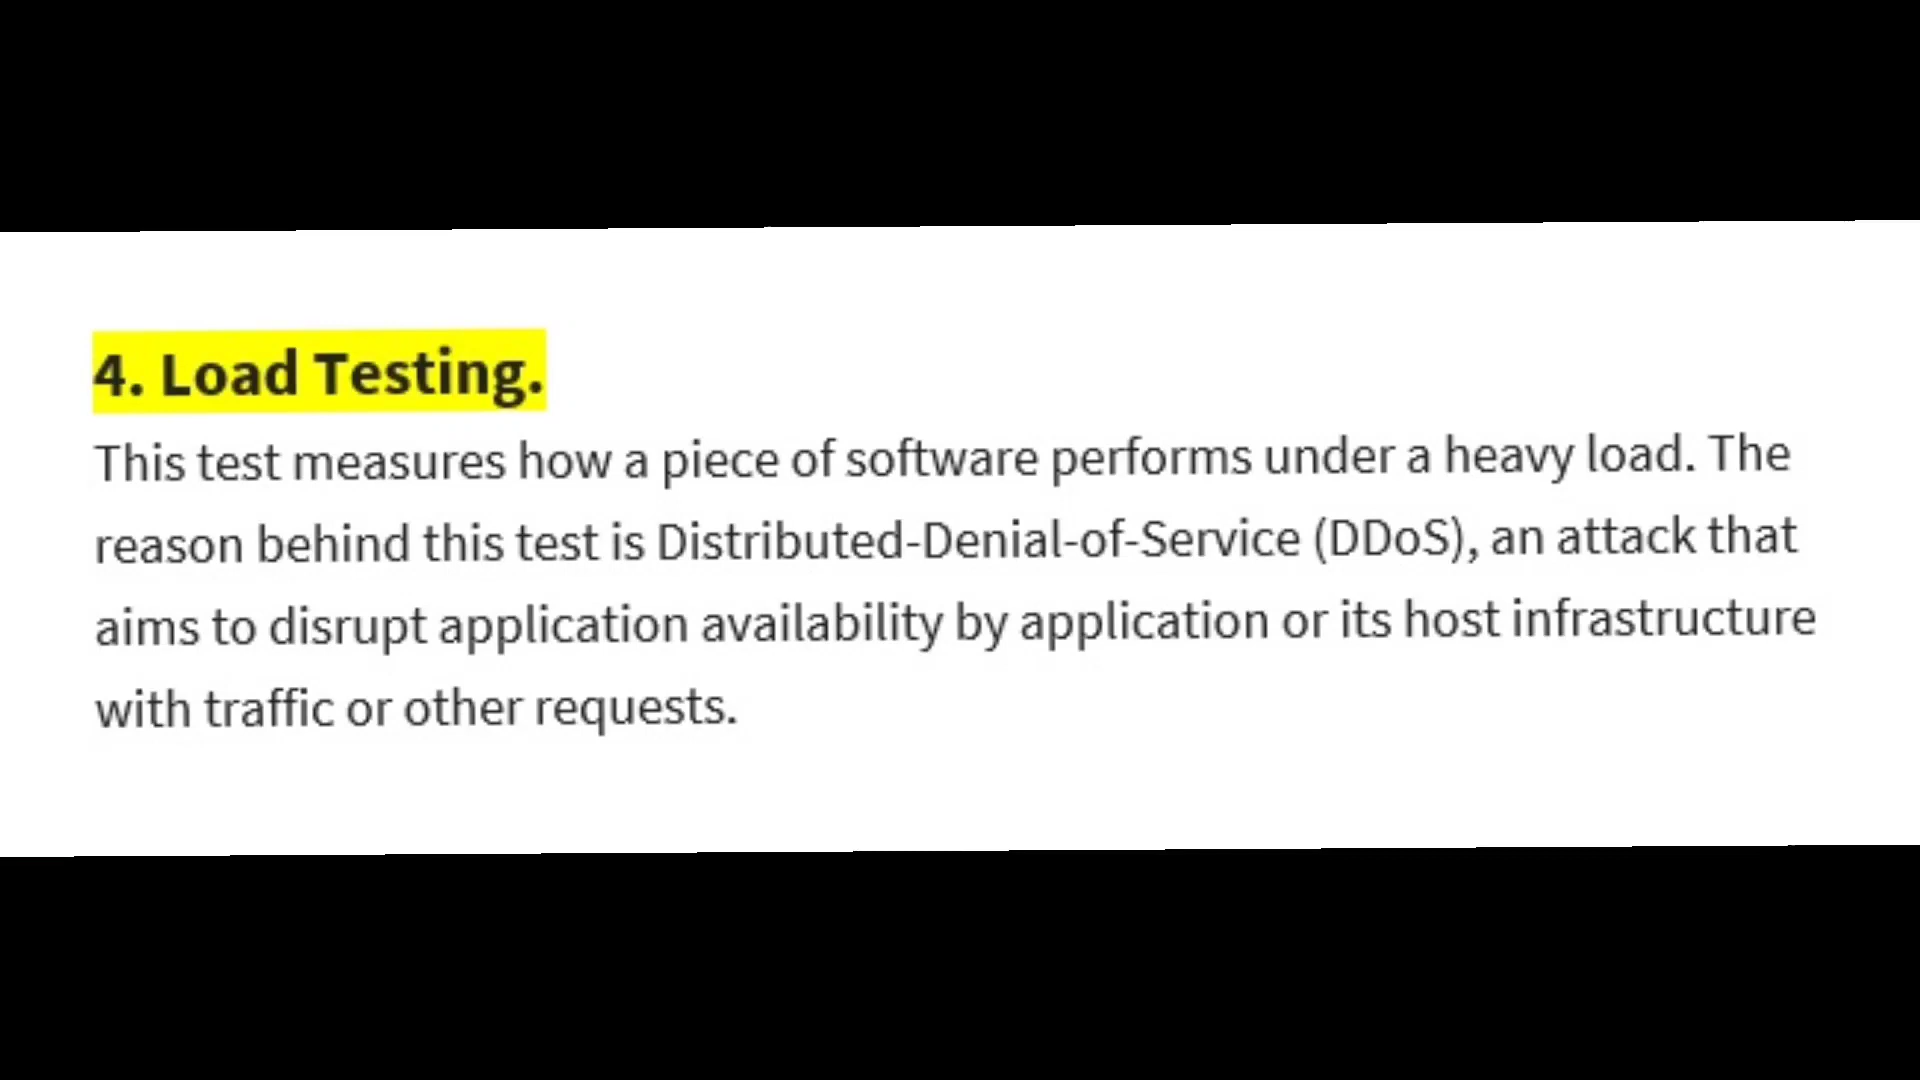 4. Load Testing.
This test measures how a piece of software performs under a heavy load. The
reason behind this test is Distributed-Denial-of-Service (DDoS), an attack that
aims to disrupt application availability by application or its host infrastructure
with traffic or other requests.